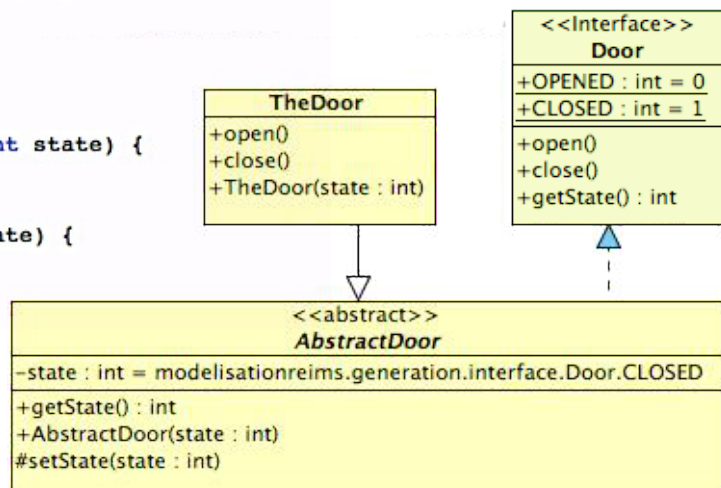 nt state) {
ate) {
TheDoor
+open()
+close()
+TheDoor(state : int)
<<Interface>>
Door
+OPENED : int = 0
+CLOSED : int = 1
+open()
+close()
+getState() : int
<<abstract>>
AbstractDoor
-state : int = modelisationreims.generation.interface.Door.CLOSED
+getState() : int
+AbstractDoor(state : int)
#setState(state : int)